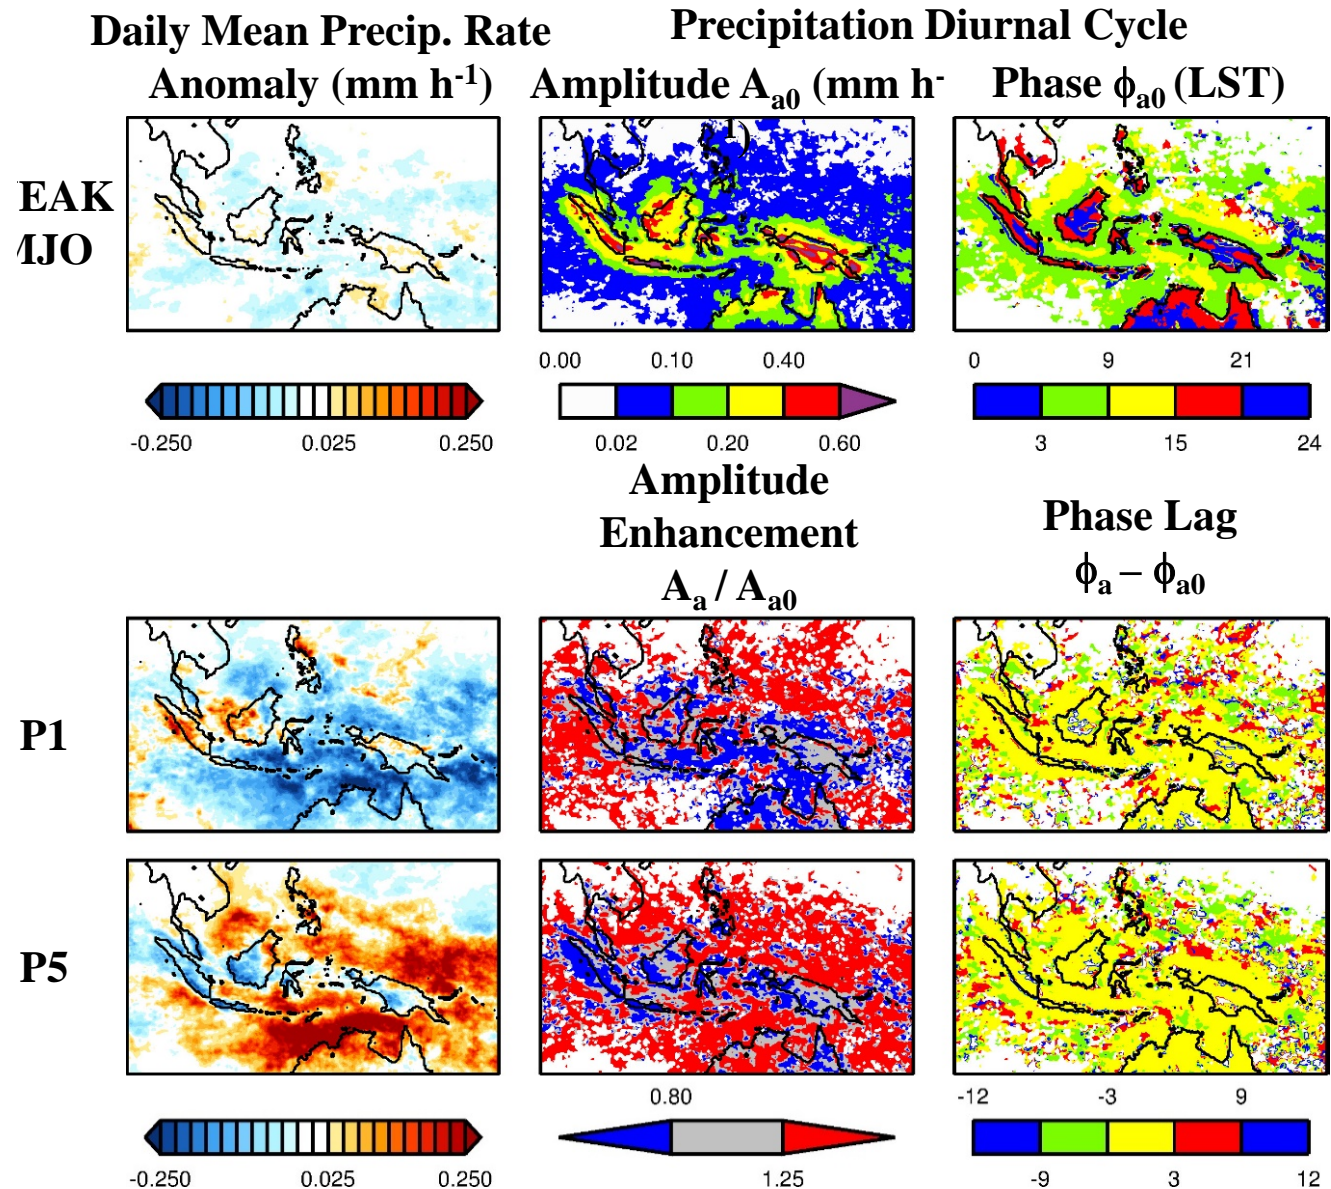 Daily Mean Precip. Rate
Anomaly (mm h-1)
Precipitation Diurnal Cycle
Amplitude Aa0 (mm h-
1)
Phase ϕa0 (LST)
EAK
MJO
-0.250 0.025 0.250
0.00 0.10 0.40
0.02 0.20 0.60
0 9 21
3 15 24
Amplitude
Enhancement
Aa / Aa0
Phase Lag
ϕa – ϕa0
P1
P5
-0.250 0.025 0.250
0.80
1.25
-12 -3 9
-9 3 12